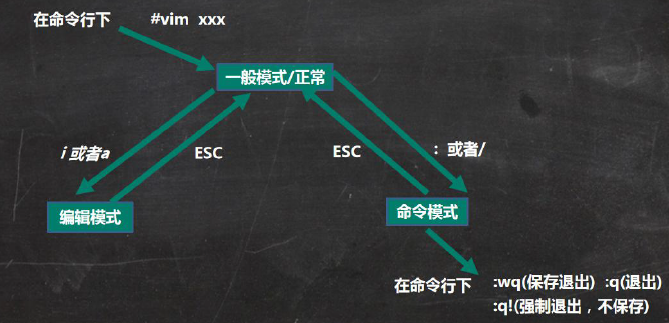 在命令行下 #vim xxx
一般模式/正常
i 或者a
ESC
ESC
: 或者/
编辑模式
命令模式
在命令行下
:wq(保存退出) :q(退出)
:q!(强制退出，不保存)